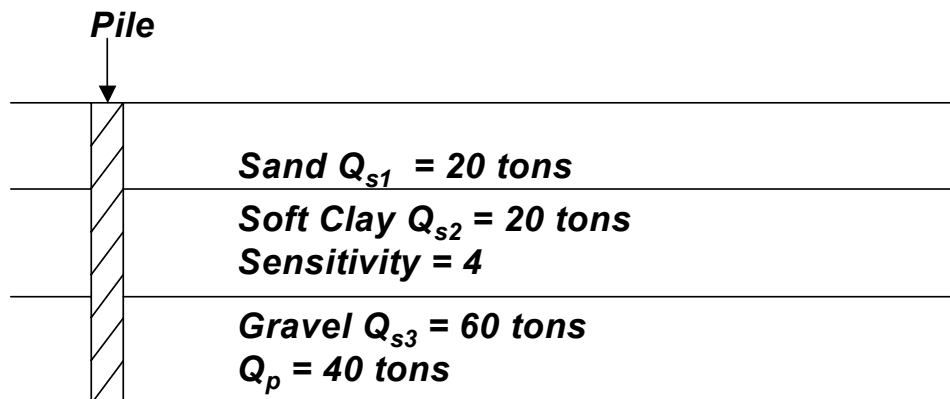 Pile
Sand Qs1 = 20 tons
Soft Clay Qs2 = 20 tons
Sensitivity = 4
Gravel Qs3 = 60 tons
Qp = 40 tons